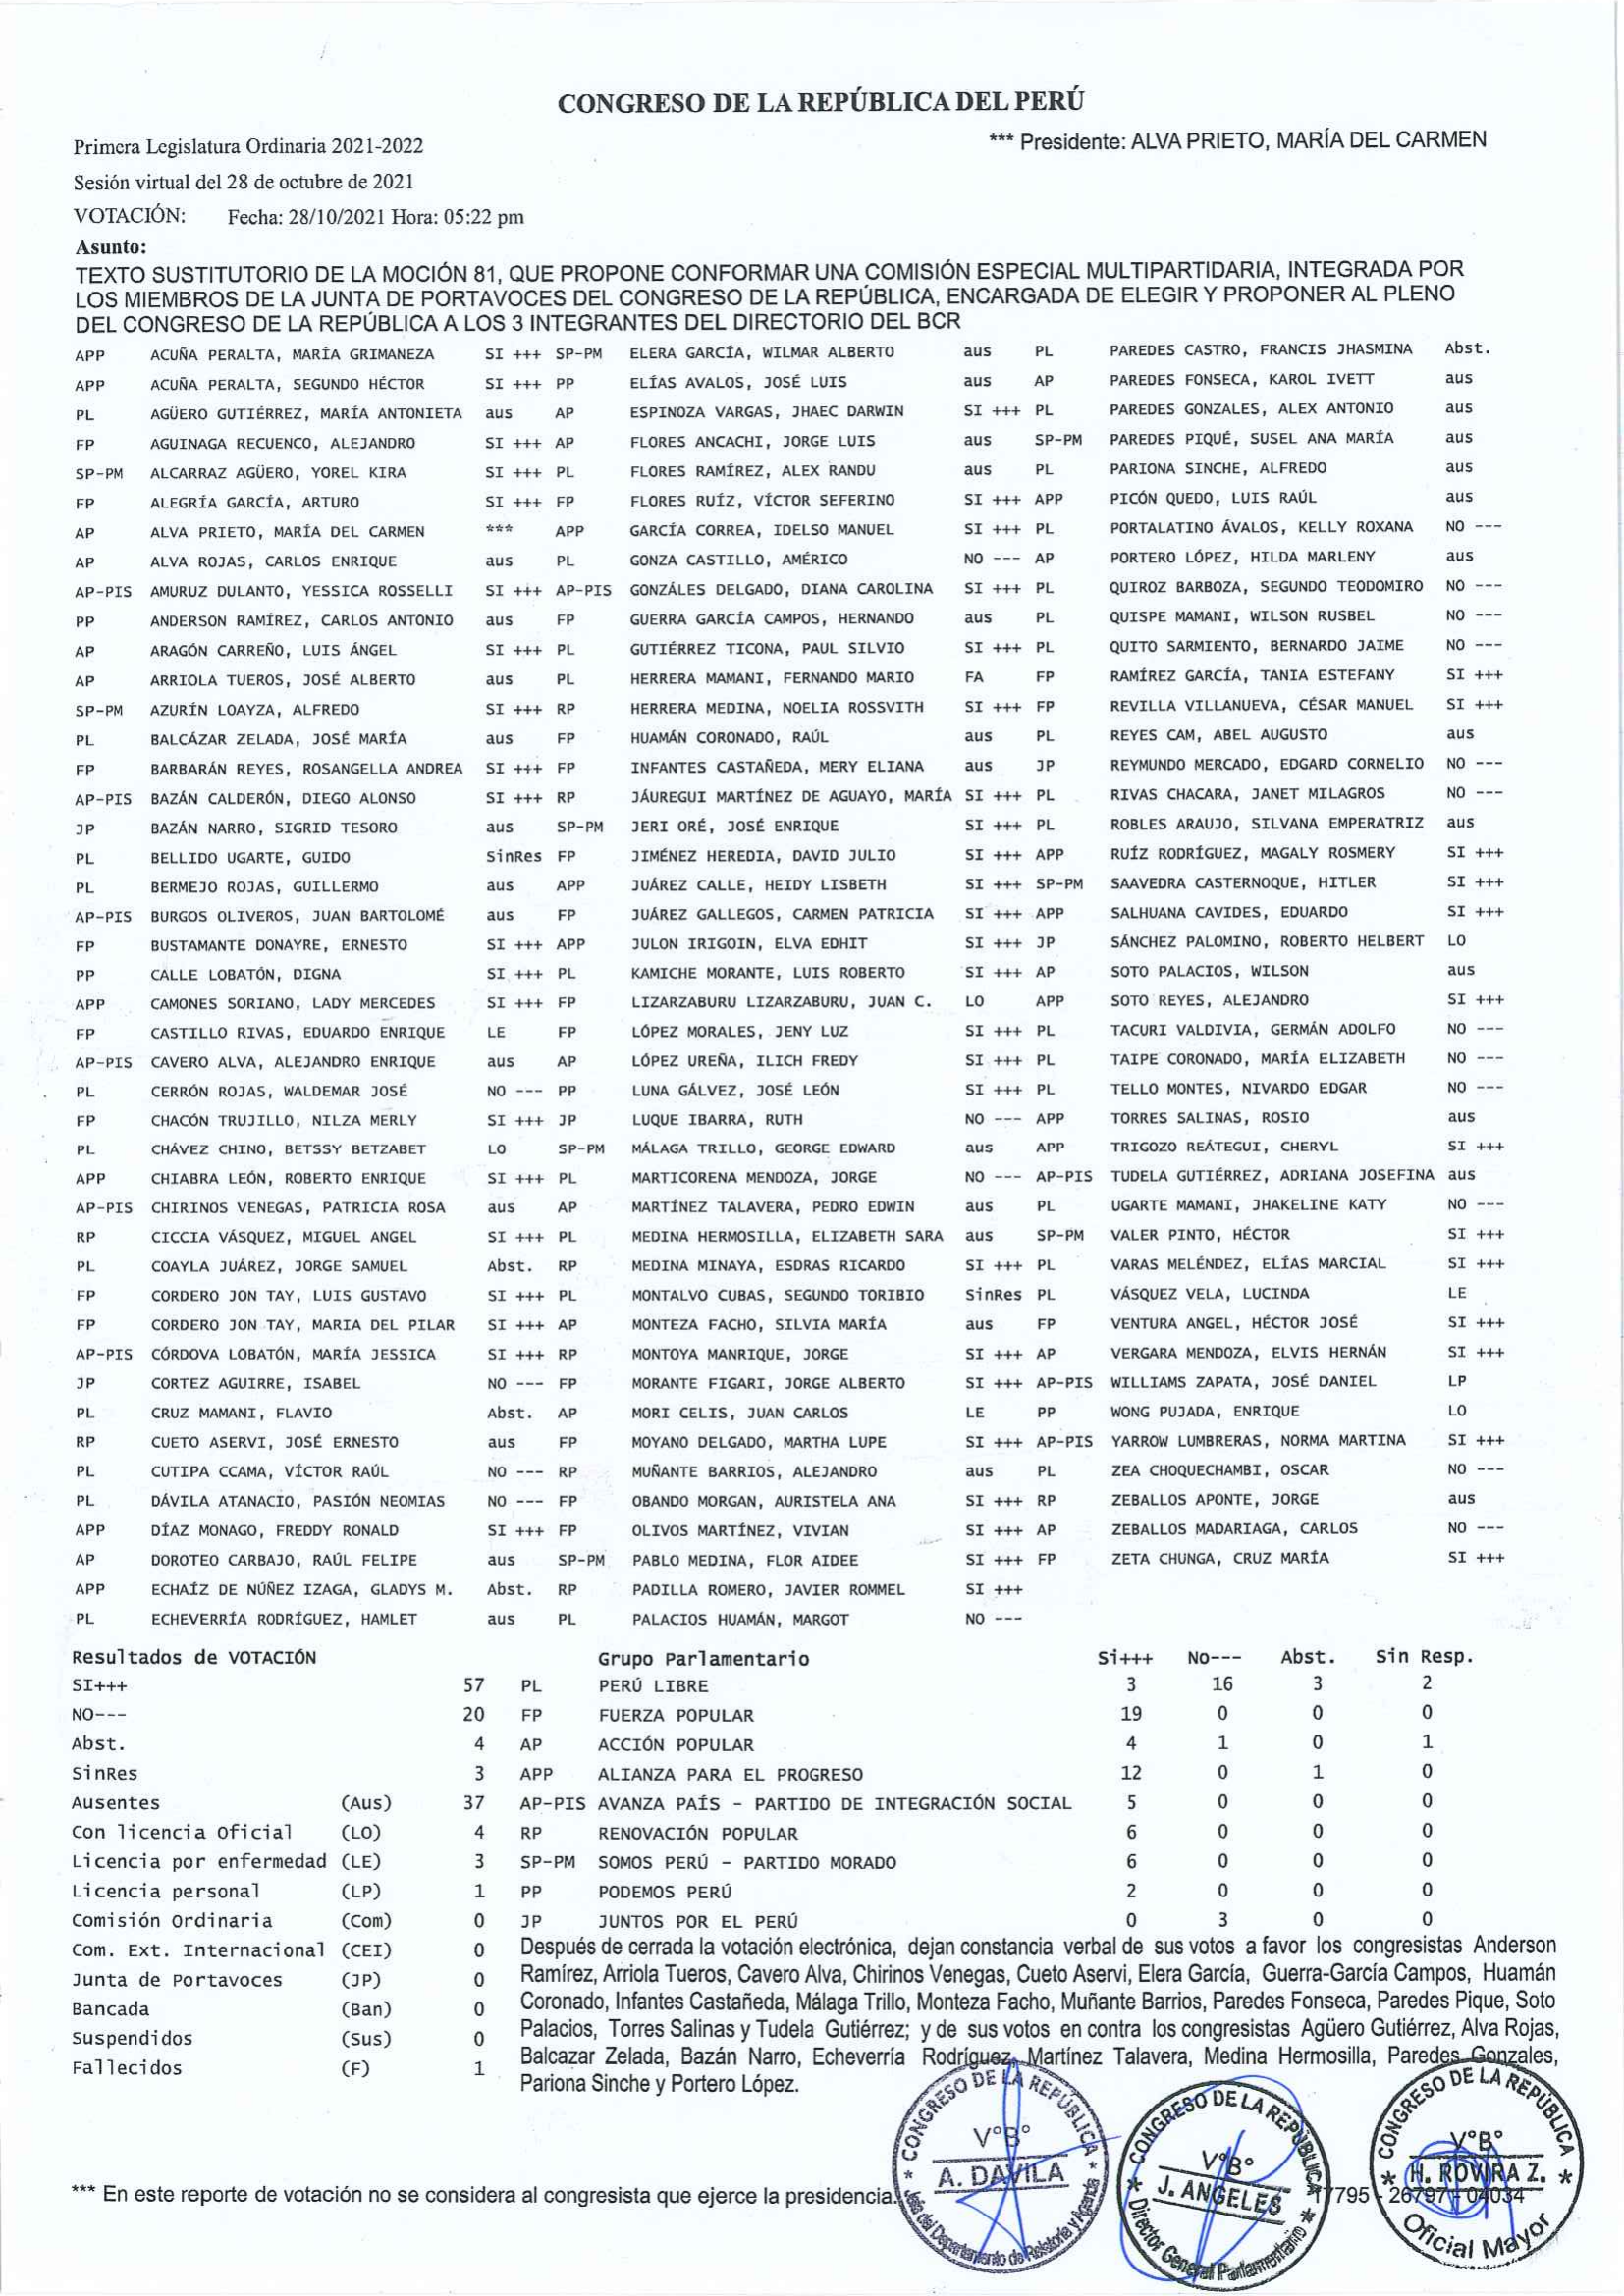 CONGRESO DE LA REPÚBLICA DEL PERÚ
Primera Legislatura Ordinaria 2021-2022
*** Presidente: ALVA PRIETO, MARÍA DEL CARMEN
Sesión virtual del 28 de octubre de 2021
VOTACIÓN: Fecha: 28/10/2021 Hora: 05:22 pm
Asunto:
TEXTO SUSTITUTORIO DE LA MOCIÓN 81, QUE PROPONE CONFORMAR UNA COMISIÓN ESPECIAL MULTIPARTIDARIA, INTEGRADA POR
LOS MIEMBROS DE LA JUNTA DE PORTAVOCES DEL CONGRESO DE LA REPÚBLICA, ENCARGADA DE ELEGIR Y PROPONER AL PLENO
DEL CONGRESO DE LA REPÚBLICA A LOS 3 INTEGRANTES DEL DIRECTORIO DEL BCR
APP ACUÑA PERALTA, MARÍA GRIMANEZA SI +++ SP-PM ELERA GARCÍA, WILMAR ALBERTO aus PL PAREDES CASTRO, FRANCIS JHASMINA Abst.
APP ACUÑA PERALTA, SEGUNDO HÉCTOR SI +++ PP ELÍAS AVALOS, JOSÉ LUIS aus AP PAREDES FONSECA, KAROL IVETT aus
PL AGÜERO GUTIÉRREZ, MARÍA ANTONIETA aus AP ESPINOZA VARGAS, JHAEC DARWIN SI +++ PL PAREDES GONZALES, ALEX ANTONIO aus
FP AGUINAGA RECUENCO, ALEJANDRO SI +++ AP FLORES ANCACHI, JORGE LUIS aus SP-PM PAREDES PIQUÉ, SUSEL ANA MARÍA aus
SP-PM ALCARRAZ AGÜERO, YOREL KIRA SI +++ PL FLORES RAMÍREZ, ALEX RANDU aus PL PARIONA SINCHE, ALFREDO aus
FP ALEGRÍA GARCÍA, ARTURO SI +++ FP FLORES RUÍZ, VÍCTOR SEFERINO SI +++ APP PICÓN QUEDO, LUIS RAÚL aus
AP ALVA PRIETO, MARÍA DEL CARMEN *** APP GARCÍA CORREA, IDELSO MANUEL SI +++ PL PORTALATINO ÁVALOS, KELLY ROXANA NO ---
AP ALVA ROJAS, CARLOS ENRIQUE aus PL GONZA CASTILLO, AMÉRICO NO --- AP PORTERO LÓPEZ, HILDA MARLENY aus
AP-PIS AMURUZ DULANTO, YESSICA ROSSELLI SI +++ AP-PIS GONZÁLES DELGADO, DIANA CAROLINA SI +++ PL QUIROZ BARBOZA, SEGUNDO TEODOMIRO NO ---
PP ANDERSON RAMÍREZ, CARLOS ANTONIO aus FP GUERRA GARCÍA CAMPOS, HERNANDO aus PL QUISPE MAMANI, WILSON RUSBEL NO ---
AP ARAGÓN CARREÑO, LUIS ÁNGEL SI +++ PL GUTIÉRREZ TICONA, PAUL SILVIO SI +++ PL QUITO SARMIENTO, BERNARDO JAIME NO ---
AP ARRIOLA TUEROS, JOSÉ ALBERTO aus PL HERRERA MAMANI, FERNANDO MARIO FA FP RAMÍREZ GARCÍA, TANIA ESTEFANY SI +++
SP-PM AZURÍN LOAYZA, ALFREDO SI +++ RP HERRERA MEDINA, NOELIA ROSSVITH SI +++ FP REVILLA VILLANUEVA, CÉSAR MANUEL SI +++
PL BALCÁZAR ZELADA, JOSÉ MARÍA aus FP HUAMÁN CORONADO, RAÚL aus PL REYES CAM, ABEL AUGUSTO aus
FP BARBARÁN REYES, ROSANGELLA ANDREA SI +++ FP INFANTES CASTAÑEDA, MERY ELIANA aus JP REYMUNDO MERCADO, EDGARD CORNELIO NO ---
AP-PIS BAZÁN CALDERÓN, DIEGO ALONSO SI +++ RP JÁUREGUI MARTÍNEZ DE AGUAYO, MARÍA SI +++ PL RIVAS CHACARA, JANET MILAGROS NO ---
JP BAZÁN NARRO, SIGRID TESORO aus SP-PM JERI ORÉ, JOSÉ ENRIQUE SI +++ PL ROBLES ARAUJO, SILVANA EMPERATRIZ aus
PL BELLIDO UGARTE, GUIDO SinRes FP JIMÉNEZ HEREDIA, DAVID JULIO SI +++ APP RUÍZ RODRÍGUEZ, MAGALY ROSMERY SI +++
PL BERMEJO ROJAS, GUILLERMO aus APP JUÁREZ CALLE, HEIDY LISBETH SI +++ SP-PM SAAVEDRA CASTERNOQUE, HITLER SI +++
AP-PIS BURGOS OLIVEROS, JUAN BARTOLOMÉ aus FP JUÁREZ GALLEGOS, CARMEN PATRICIA SI +++ APP SALHUANA CAVIDES, EDUARDO SI +++
FP BUSTAMANTE DONAYRE, ERNESTO SI +++ APP JULON IRIGOIN, ELVA EDHIT SI +++ JP SÁNCHEZ PALOMINO, ROBERTO HELBERT LO
PP CALLE LOBATÓN, DIGNA SI +++ PL KAMICHE MORANTE, LUIS ROBERTO SI +++ AP SOTO PALACIOS, WILSON aus
APP CAMONES SORIANO, LADY MERCEDES SI +++ FP LIZARZABURU LIZARZABURU, JUAN C. LO APP SOTO REYES, ALEJANDRO SI +++
FP CASTILLO RIVAS, EDUARDO ENRIQUE LE FP LÓPEZ MORALES, JENY LUZ SI +++ PL TACURI VALDIVIA, GERMÁN ADOLFO NO ---
AP-PIS CAVERO ALVA, ALEJANDRO ENRIQUE aus AP LÓPEZ UREÑA, ILICH FREDY SI +++ PL TAIPE CORONADO, MARÍA ELIZABETH NO ---
PL CERRÓN ROJAS, WALDEMAR JOSÉ NO --- PP LUNA GÁLVEZ, JOSÉ LEÓN SI +++ PL TELLO MONTES, NIVARDO EDGAR NO ---
FP CHACÓN TRUJILLO, NILZA MERLY SI +++ JP LUQUE IBARRA, RUTH NO --- APP TORRES SALINAS, ROSIO aus
PL CHÁVEZ CHINO, BETSSY BETZABET LO SP-PM MÁLAGA TRILLO, GEORGE EDWARD aus APP TRIGOZO REÁTEGUI, CHERYL SI +++
APP CHIABRA LEÓN, ROBERTO ENRIQUE SI +++ PL MARTICORENA MENDOZA, JORGE NO --- AP-PIS TUDELA GUTIÉRREZ, ADRIANA JOSEFINA aus
AP-PIS CHIRINOS VENEGAS, PATRICIA ROSA aus AP MARTÍNEZ TALAVERA, PEDRO EDWIN aus PL UGARTE MAMANI, JHAKELINE KATY NO ---
RP CICCIA VÁSQUEZ, MIGUEL ANGEL SI +++ PL MEDINA HERMOSILLA, ELIZABETH SARA aus SP-PM VALER PINTO, HÉCTOR SI +++
PL COAYLA JUÁREZ, JORGE SAMUEL Abst. RP MEDINA MINAYA, ESDRAS RICARDO SI +++ PL VARAS MELÉNDEZ, ELÍAS MARCIAL SI +++
FP CORDERO JON TAY, LUIS GUSTAVO SI +++ PL MONTALVO CUBAS, SEGUNDO TORIBIO SinRes PL VÁSQUEZ VELA, LUCINDA LE
FP CORDERO JON TAY, MARIA DEL PILAR SI +++ AP MONTEZA FACHO, SILVIA MARÍA aus FP VENTURA ANGEL, HÉCTOR JOSÉ SI +++
AP-PIS CÓRDOVA LOBATÓN, MARÍA JESSICA SI +++ RP MONTOYA MANRIQUE, JORGE SI +++ AP VERGARA MENDOZA, ELVIS HERNÁN SI +++
JP CORTEZ AGUIRRE, ISABEL NO --- FP MORANTE FIGARI, JORGE ALBERTO SI +++ AP-PIS WILLIAMS ZAPATA, JOSÉ DANIEL LP
PL CRUZ MAMANI, FLAVIO Abst. AP MORI CELIS, JUAN CARLOS LE PP WONG PUJADA, ENRIQUE LO
RP CUETO ASERVI, JOSÉ ERNESTO aus FP MOYANO DELGADO, MARTHA LUPE SI +++ AP-PIS YARROW LUMBRERAS, NORMA MARTINA SI +++
PL CUTIPA CCAMA, VÍCTOR RAÚL NO --- RP MUÑANTE BARRIOS, ALEJANDRO aus PL ZEA CHOQUECHAMBI, OSCAR NO ---
PL DÁVILA ATANACIO, PASIÓN NEOMIAS NO --- FP OBANDO MORGAN, AURISTELA ANA SI +++ RP ZEBALLOS APONTE, JORGE aus
APP DÍAZ MONAGO, FREDDY RONALD SI +++ FP OLIVOS MARTÍNEZ, VIVIAN SI +++ AP ZEBALLOS MADARIAGA, CARLOS NO ---
AP DOROTEO CARBAJO, RAÚL FELIPE aus SP-PM PABLO MEDINA, FLOR AIDEE SI +++ FP ZETA CHUNGA, CRUZ MARÍA SI +++
APP ECHAÍZ DE NÚÑEZ IZAGA, GLADYS M. Abst. RP PADILLA ROMERO, JAVIER ROMMEL SI +++
PL ECHEVERRÍA RODRÍGUEZ, HAMLET aus PL PALACIOS HUAMÁN, MARGOT NO ---
Resultados de VOTACIÓN Grupo Parlamentario Si+++ No--- Abst. Sin Resp.
SI+++ 57 PL PERÚ LIBRE 3 16 3 2
NO--- 20 FP FUERZA POPULAR 19 0 0 0
Abst. 4 AP ACCIÓN POPULAR 4 1 0 1
SinRes 3 APP ALIANZA PARA EL PROGRESO 12 0 1 0
Ausentes (Aus) 37 AP-PIS AVANZA PAÍS - PARTIDO DE INTEGRACIÓN SOCIAL 5 0 0 0
Con licencia Oficial (LO) 4 RP RENOVACIÓN POPULAR 6 0 0 0
Licencia por enfermedad (LE) 3 SP-PM SOMOS PERÚ - PARTIDO MORADO 6 0 0 0
Licencia personal (LP) 1 PP PODEMOS PERÚ 2 0 0 0
Comisión Ordinaria (Com) 0 JP JUNTOS POR EL PERÚ 0 3 0 0
Com. Ext. Internacional (CEI) 0
Junta de Portavoces (JP) 0
Bancada (Ban) 0
Suspendidos (Sus) 0
Fallecidos (F) 1
Después de cerrada la votación electrónica, dejan constancia verbal de sus votos a favor los congresistas Anderson
Ramírez, Arriola Tueros, Cavero Alva, Chirinos Venegas, Cueto Aservi, Elera García, Guerra-García Campos, Huamán
Coronado, Infantes Castañeda, Málaga Trillo, Monteza Facho, Muñante Barrios, Paredes Fonseca, Paredes Pique, Soto
Palacios, Torres Salinas y Tudela Gutiérrez; y de sus votos en contra los congresistas Agüero Gutiérrez, Alva Rojas,
Balcazar Zelada, Bazán Narro, Echeverría Rodríguez, Martínez Talavera, Medina Hermosilla, Paredes Gonzales,
Pariona Sinche y Portero López.
*** En este reporte de votación no se considera al congresista que ejerce la presidencia.
CONGRESO DE LA REPÚBLICA
V°B°
A. DAVILA
Jefe del Departamento de Relatoría y Agenda
CONGRESO DE LA REPÚBLICA
V°B°
J. ANGELES
Director General Parlamentario
7795 - 26797 - 04034
CONGRESO DE LA REPÚBLICA
V°B°
H. ROVIRA Z.
Oficial Mayor